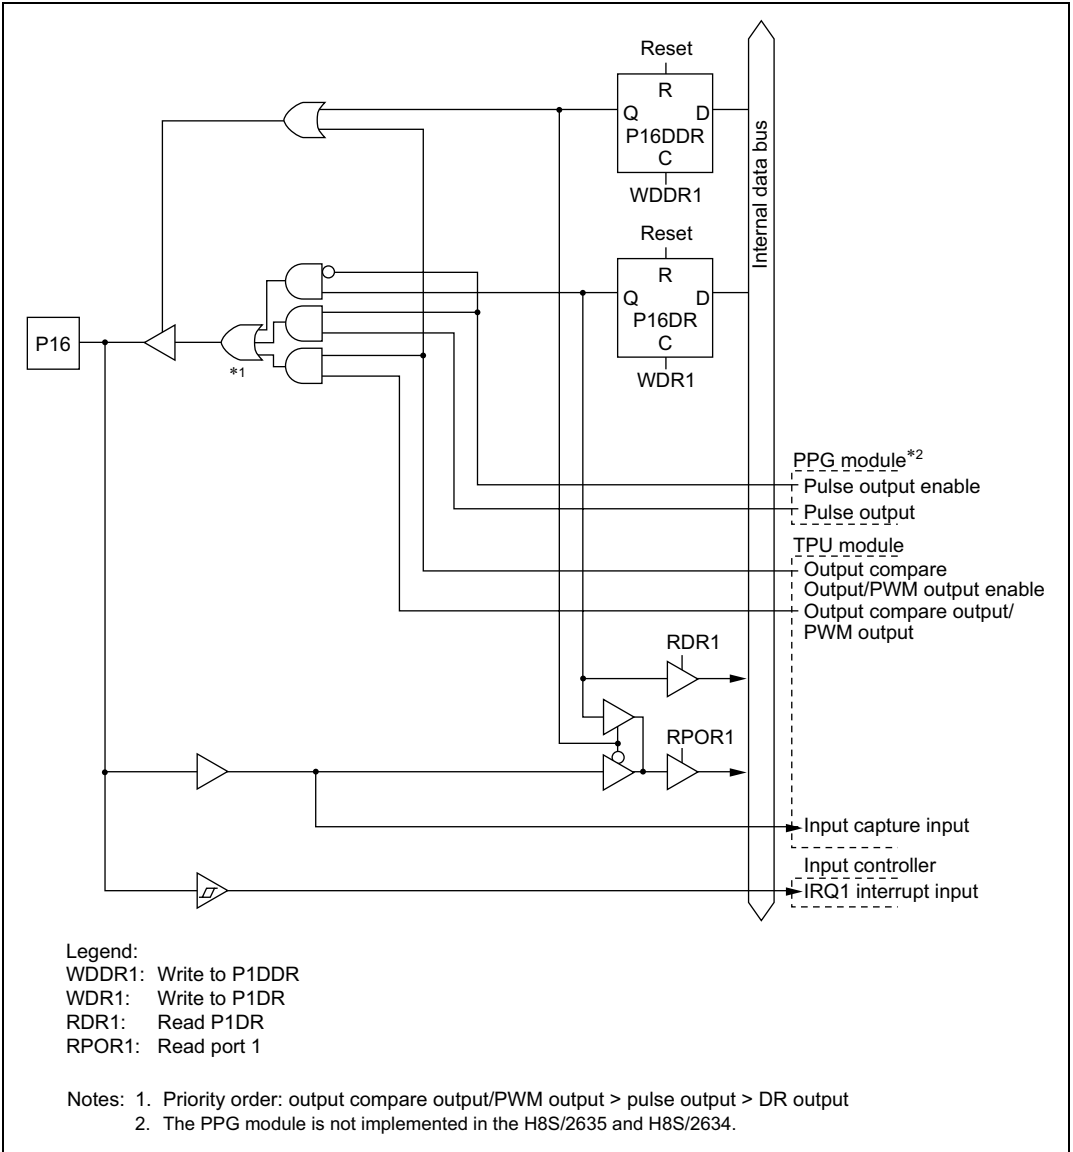 Reset
R
Q D
P16DDR
C
WDDR1
Internal data bus
Reset
R
Q D
P16DR
C
WDR1
P16
*1
PPG module*2
Pulse output enable
Pulse output
TPU module
Output compare
Output/PWM output enable
Output compare output/
PWM output
RDR1
RPOR1
Input capture input
Input controller
IRQ1 interrupt input
Legend:
WDDR1: Write to P1DDR
WDR1: Write to P1DR
RDR1: Read P1DR
RPOR1: Read port 1
Notes: 1. Priority order: output compare output/PWM output > pulse output > DR output
2. The PPG module is not implemented in the H8S/2635 and H8S/2634.